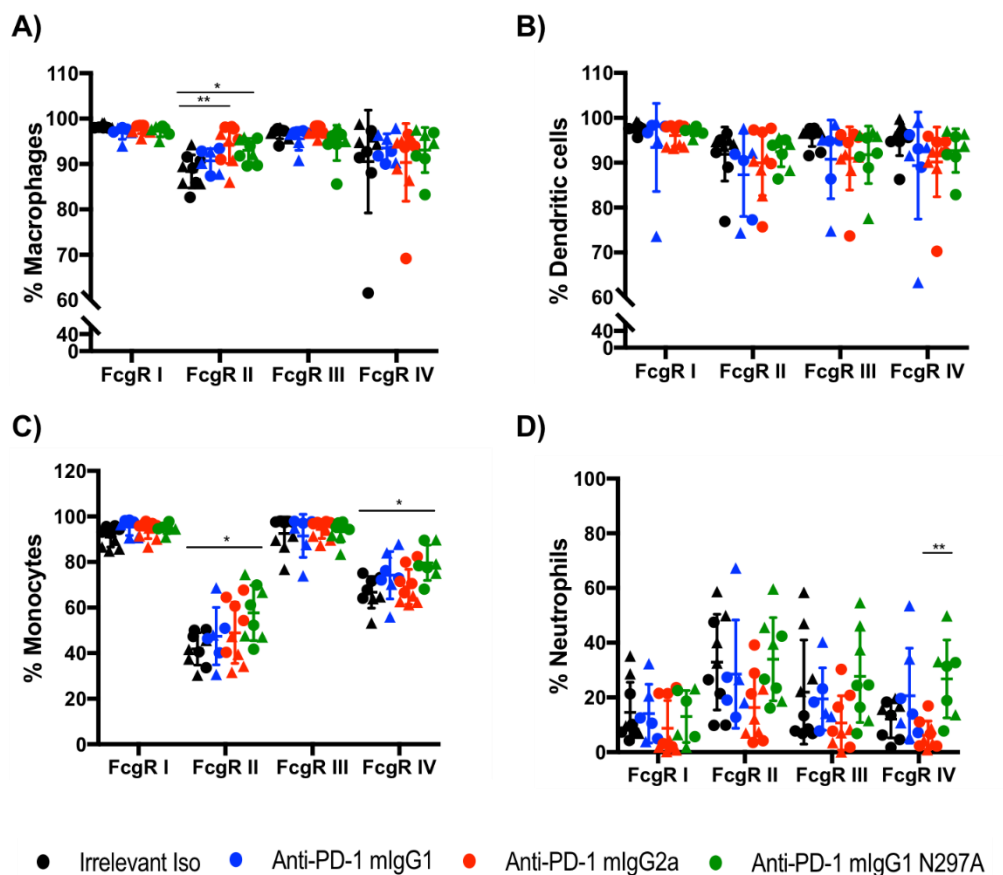 A)
% Macrophages
110
100
90
80
70
60
40
0
**
*
FcgR I FcgR II FcgR III FcgR IV
B)
% Dendritic cells
110
100
90
80
70
60
40
0
FcgR I FcgR II FcgR III FcgR IV
C)
% Monocytes
120
100
80
60
40
20
0
*
*
FcgR I FcgR II FcgR III FcgR IV
D)
% Neutrophils
100
80
60
40
20
0
**
FcgR I FcgR II FcgR III FcgR IV
Irrelevant Iso Anti-PD-1 mIgG1 Anti-PD-1 mIgG2a Anti-PD-1 mIgG1 N297A